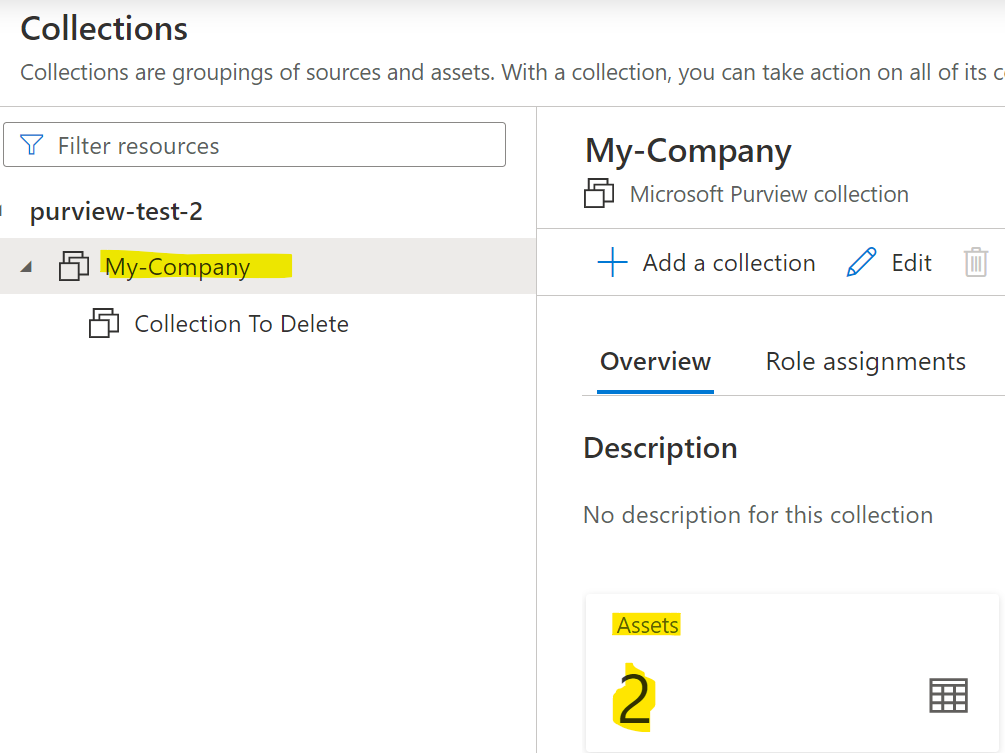 Collections
Collections are groupings of sources and assets. With a collection, you can take action on all of its c
Filter resources
purview-test-2
My-Company
Collection To Delete
My-Company
Microsoft Purview collection
Add a collection
Edit
Overview
Role assignments
Description
No description for this collection
Assets
2